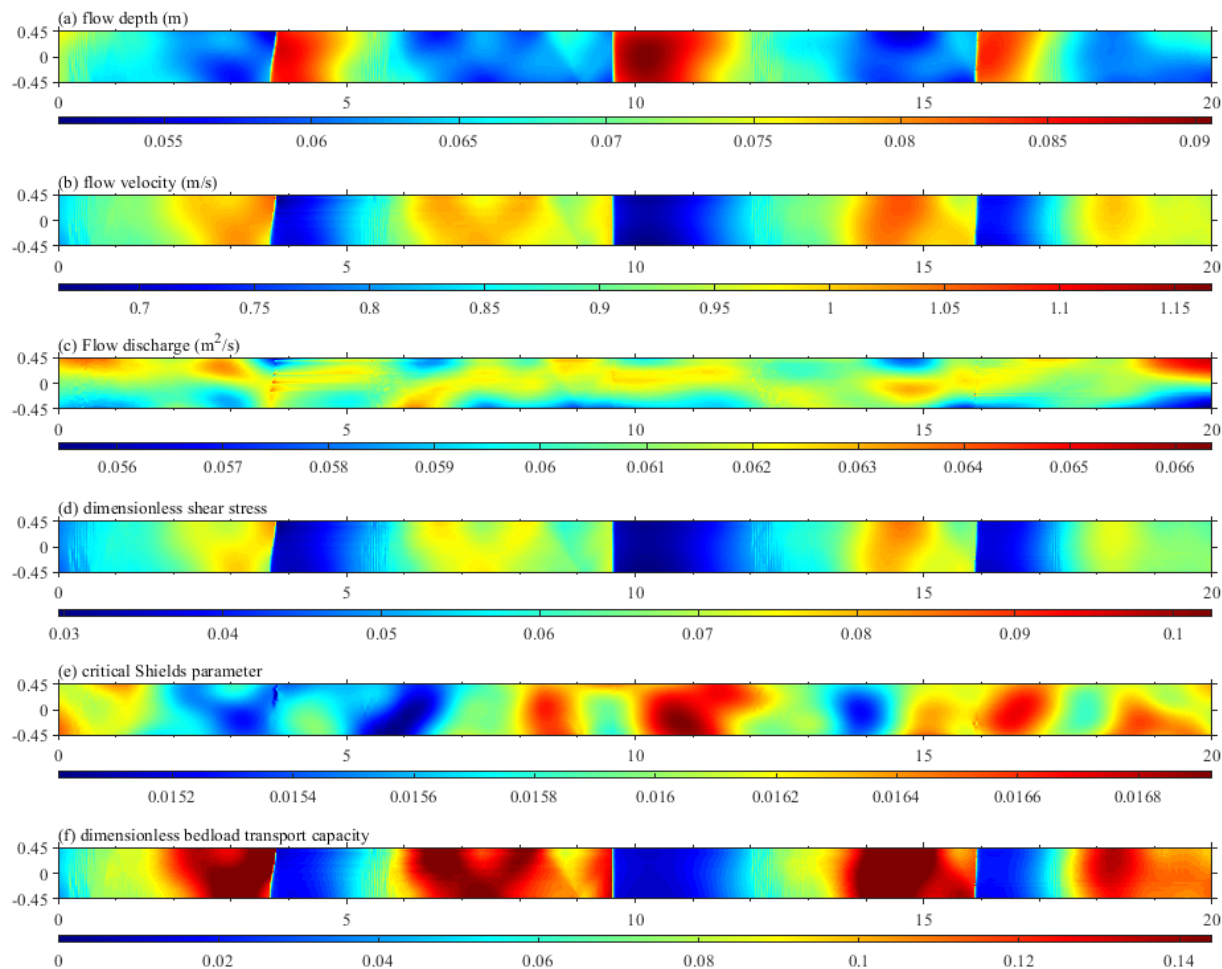 (a) flow depth (m)
0.45
0
-0.45
0 5 10 15 20
0.055 0.06 0.065 0.07 0.075 0.08 0.085 0.09
(b) flow velocity (m/s)
0.45
0
-0.45
0 5 10 15 20
0.7 0.75 0.8 0.85 0.9 0.95 1 1.05 1.1 1.15
(c) Flow discharge (m²/s)
0.45
0
-0.45
0 5 10 15 20
0.056 0.057 0.058 0.059 0.06 0.061 0.062 0.063 0.064 0.065 0.066
(d) dimensionless shear stress
0.45
0
-0.45
0 5 10 15 20
0.03 0.04 0.05 0.06 0.07 0.08 0.09 0.1
(e) critical Shields parameter
0.45
0
-0.45
0 5 10 15 20
0.0152 0.0154 0.0156 0.0158 0.016 0.0162 0.0164 0.0166 0.0168
(f) dimensionless bedload transport capacity
0.45
0
-0.45
0 5 10 15 20
0 0.02 0.04 0.06 0.08 0.1 0.12 0.14